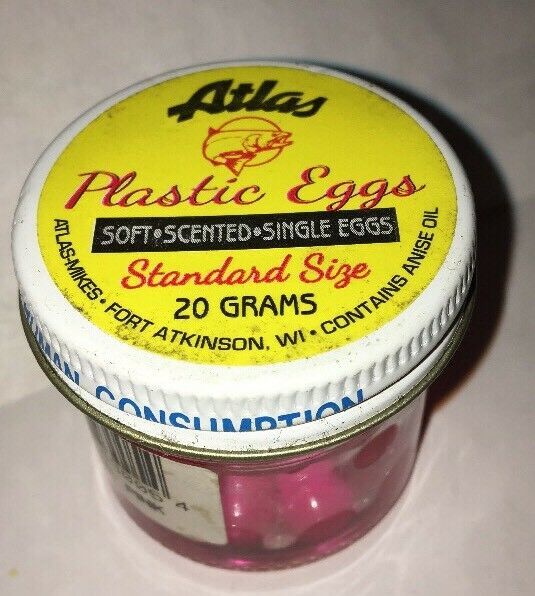 Atlas
Plastic Eggs
SOFT•SCENTED•SINGLE EGGS
Standard Size
20 GRAMS
ATLAS-MIKES • FORT ATKINSON, WI • CONTAINS ANISE OIL
CONSUMPTION
PINK